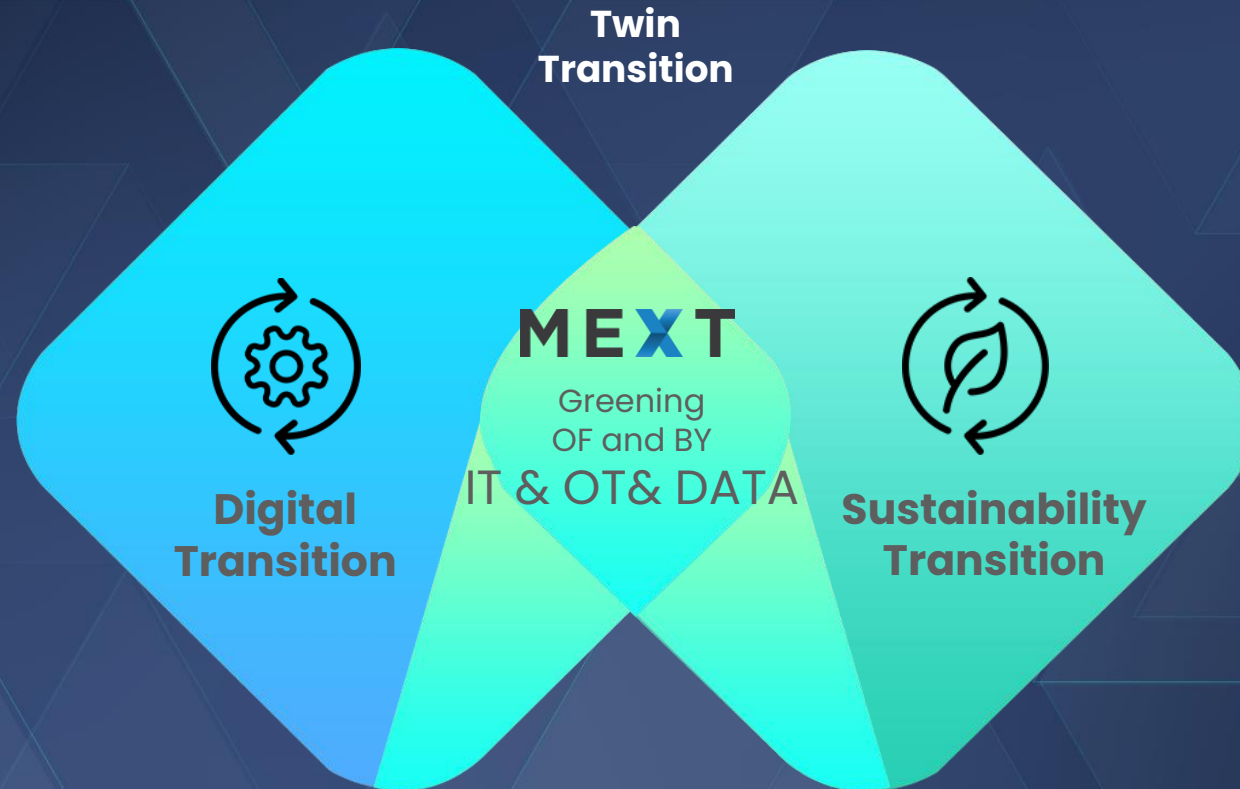 Twin
Transition
MEXT
Greening
OF and BY
IT & OT& DATA
Digital
Transition
Sustainability
Transition